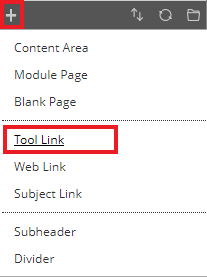 Content Area
Module Page
Blank Page
Tool Link
Web Link
Subject Link
Subheader
Divider